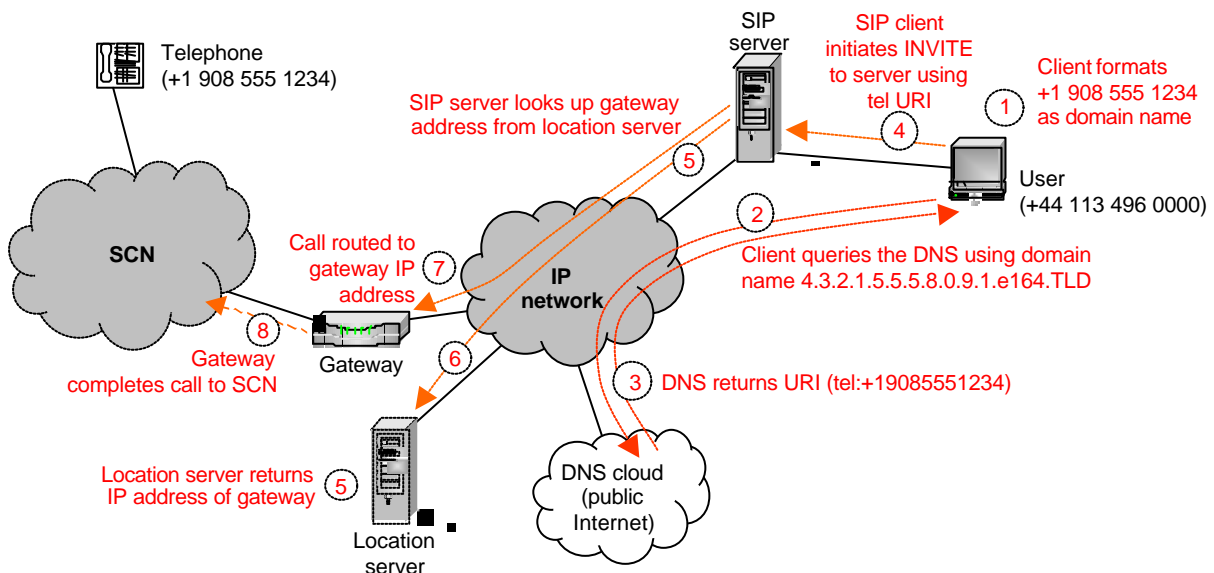 Telephone
(+1 908 555 1234)
SIP
server
SIP client
initiates INVITE
to server using
tel URI
Client formats
+1 908 555 1234
as domain name
1
4
SIP server looks up gateway
address from location server
5
User
(+44 113 496 0000)
2
Client queries the DNS using domain
name 4.3.2.1.5.5.5.8.0.9.1.e164.TLD
SCN
Call routed to
gateway IP
address
7
IP
network
8
Gateway
completes call to SCN
Gateway
6
3
DNS returns URI (tel:+19085551234)
Location server returns
IP address of gateway
5
Location
server
DNS cloud
(public
Internet)